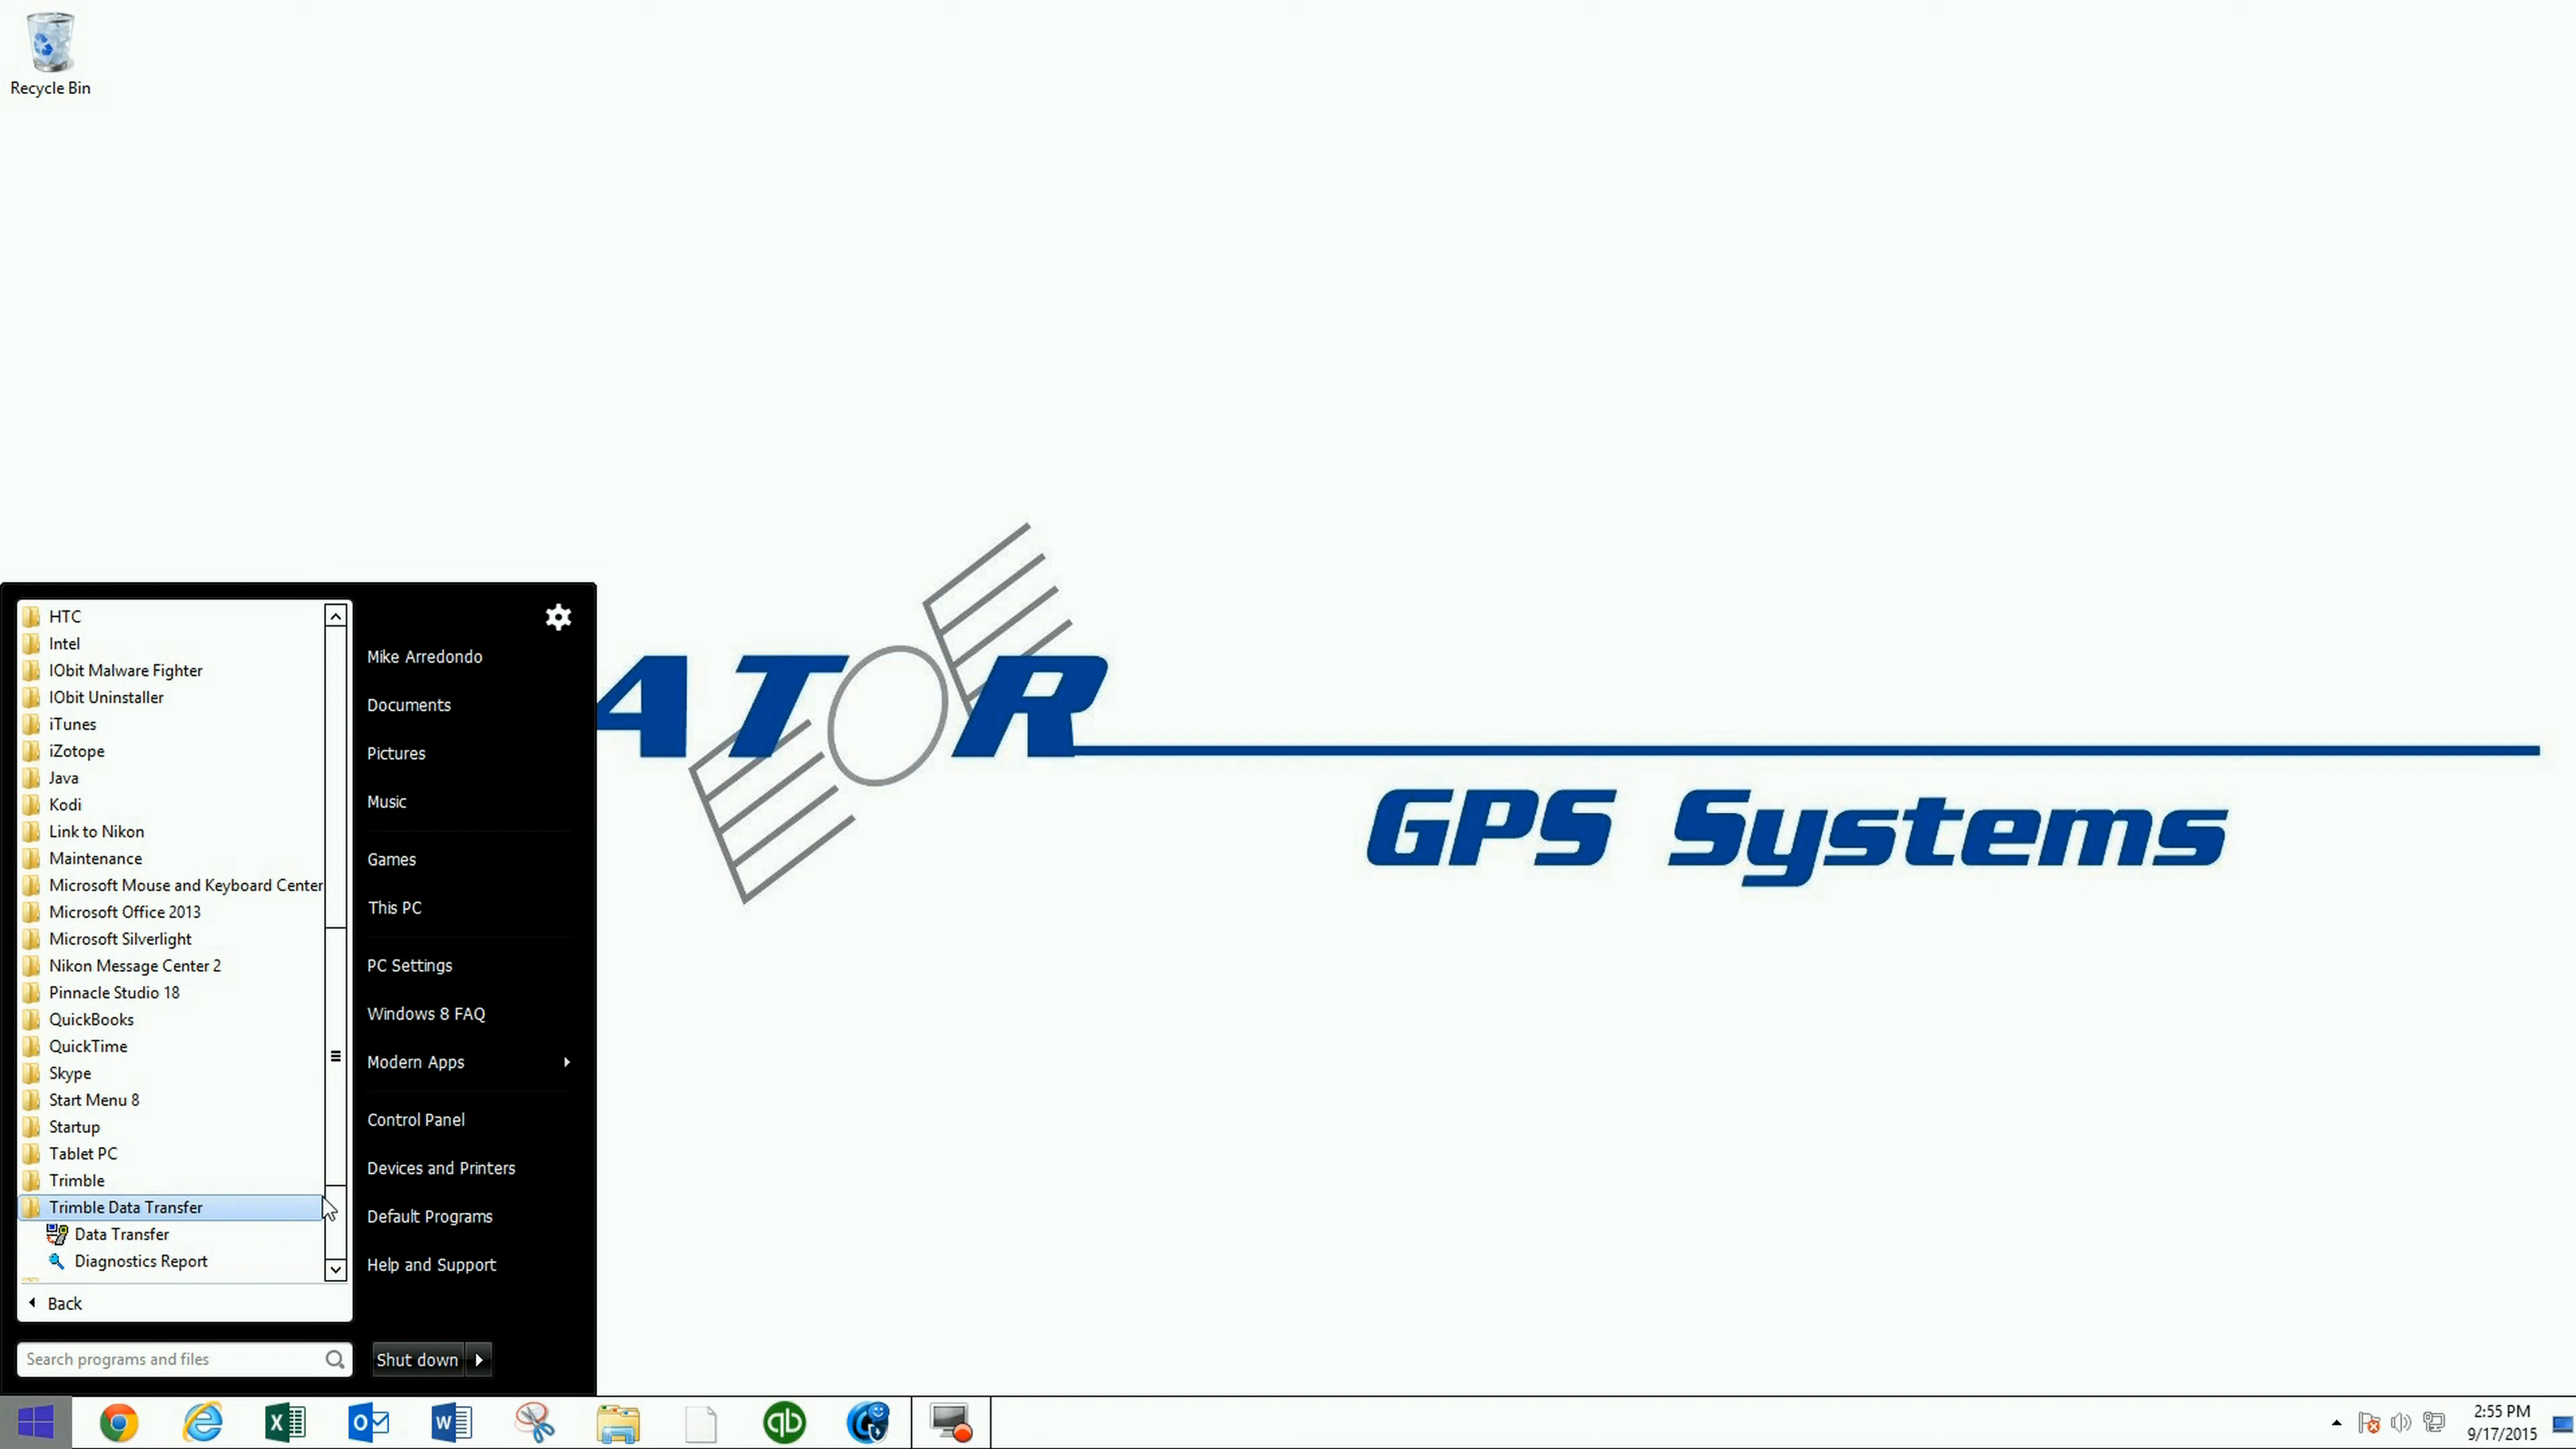 Recycle Bin
ATOR
GPS Systems
HTC
Intel
IObit Malware Fighter
IObit Uninstaller
iTunes
iZotope
Java
Kodi
Link to Nikon
Maintenance
Microsoft Mouse and Keyboard Center
Microsoft Office 2013
Microsoft Silverlight
Nikon Message Center 2
Pinnacle Studio 18
QuickBooks
QuickTime
Skype
Start Menu 8
Startup
Tablet PC
Trimble
Trimble Data Transfer
Data Transfer
Diagnostics Report
Back
Search programs and files
Mike Arredondo
Documents
Pictures
Music
Games
This PC
PC Settings
Windows 8 FAQ
Modern Apps
Control Panel
Devices and Printers
Default Programs
Help and Support
Shut down
2:55 PM
9/17/2015